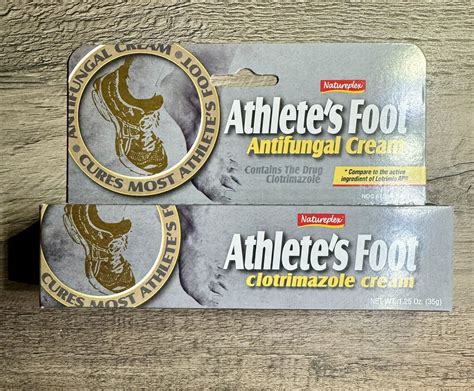 ANTIFUNGAL CREAM • CURES MOST ATHLETE'S FOOT •
Natureplex
Athlete's Foot
Antifungal Cream
Contains The Drug
Clotrimazole
* Compare to the active
ingredient of Lotrimin AF®
NDC
CURES MOST ATHLETE'S F
Natureplex
Athlete's Foot
clotrimazole cream
NET WT. 1.25 Oz. (35g)